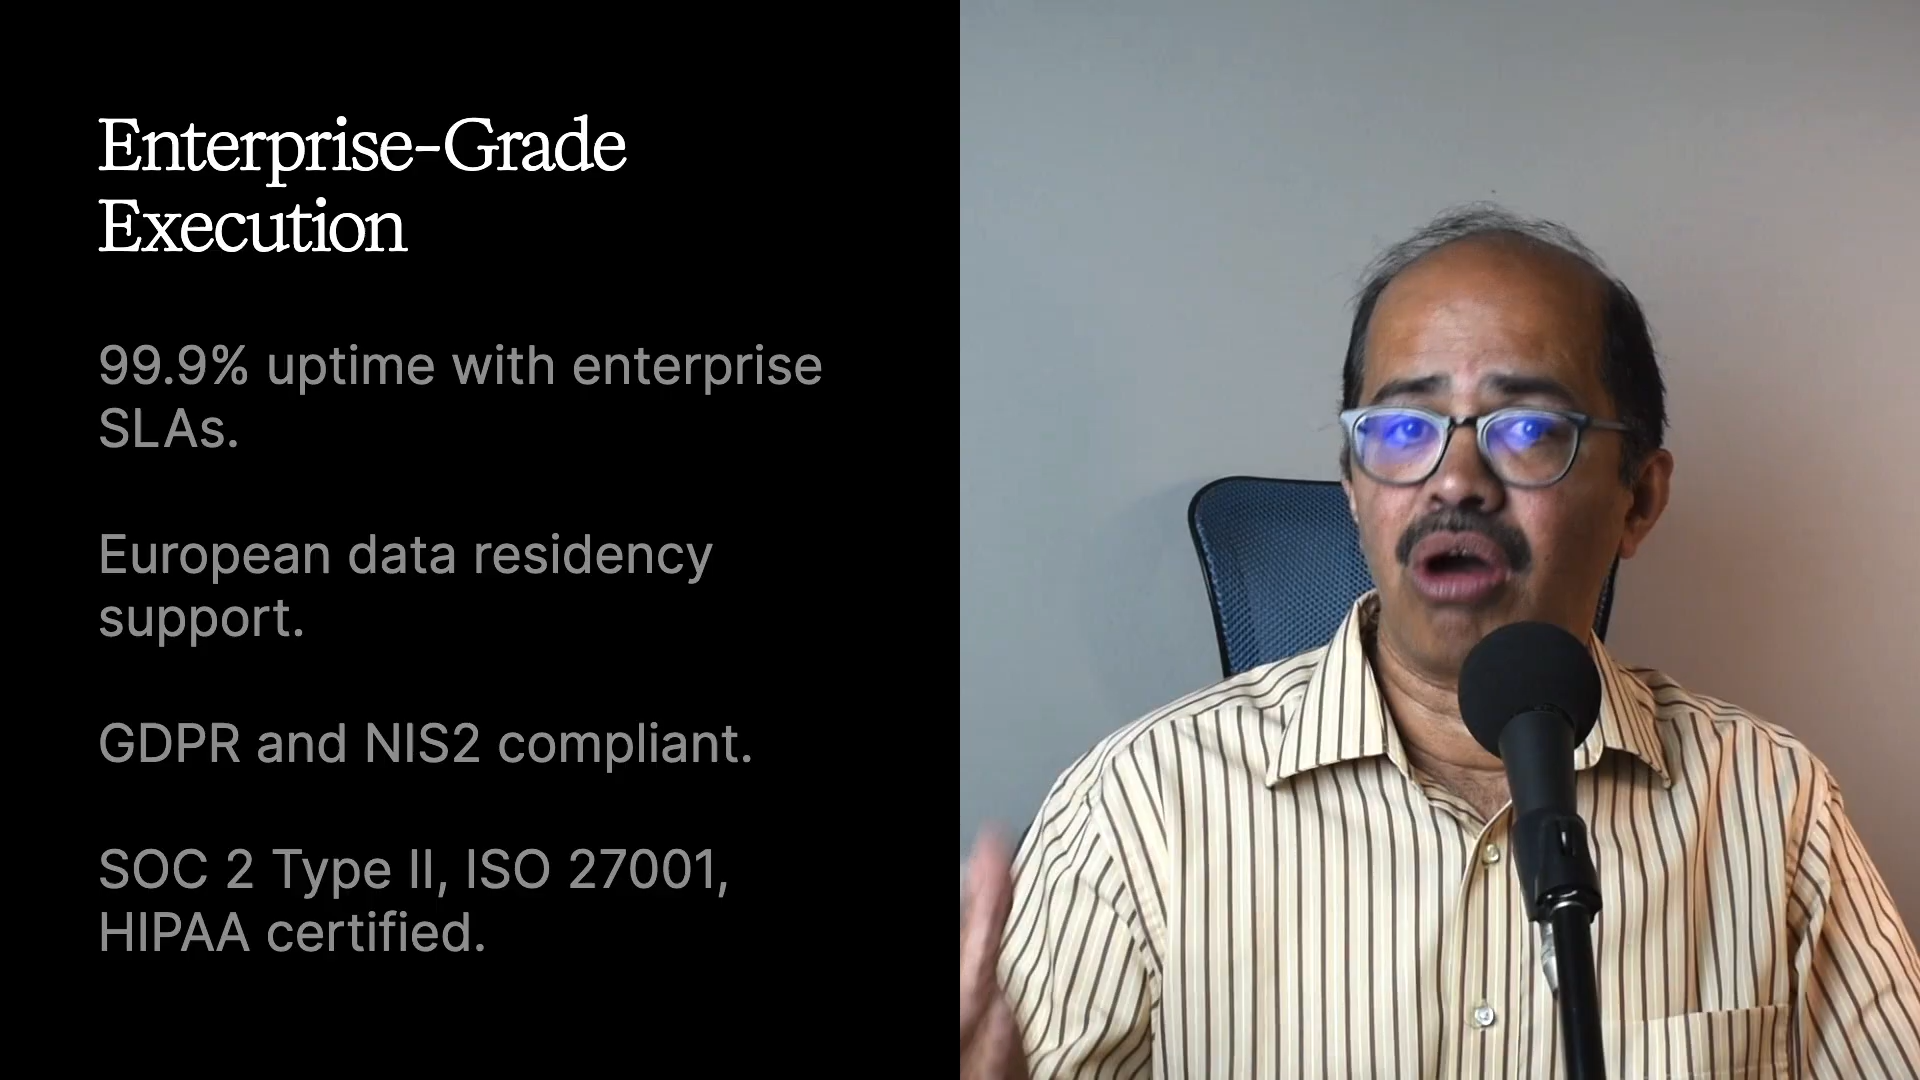 Enterprise-Grade
Execution
99.9% uptime with enterprise
SLAs.
European data residency
support.
GDPR and NIS2 compliant.
SOC 2 Type II, ISO 27001,
HIPAA certified.